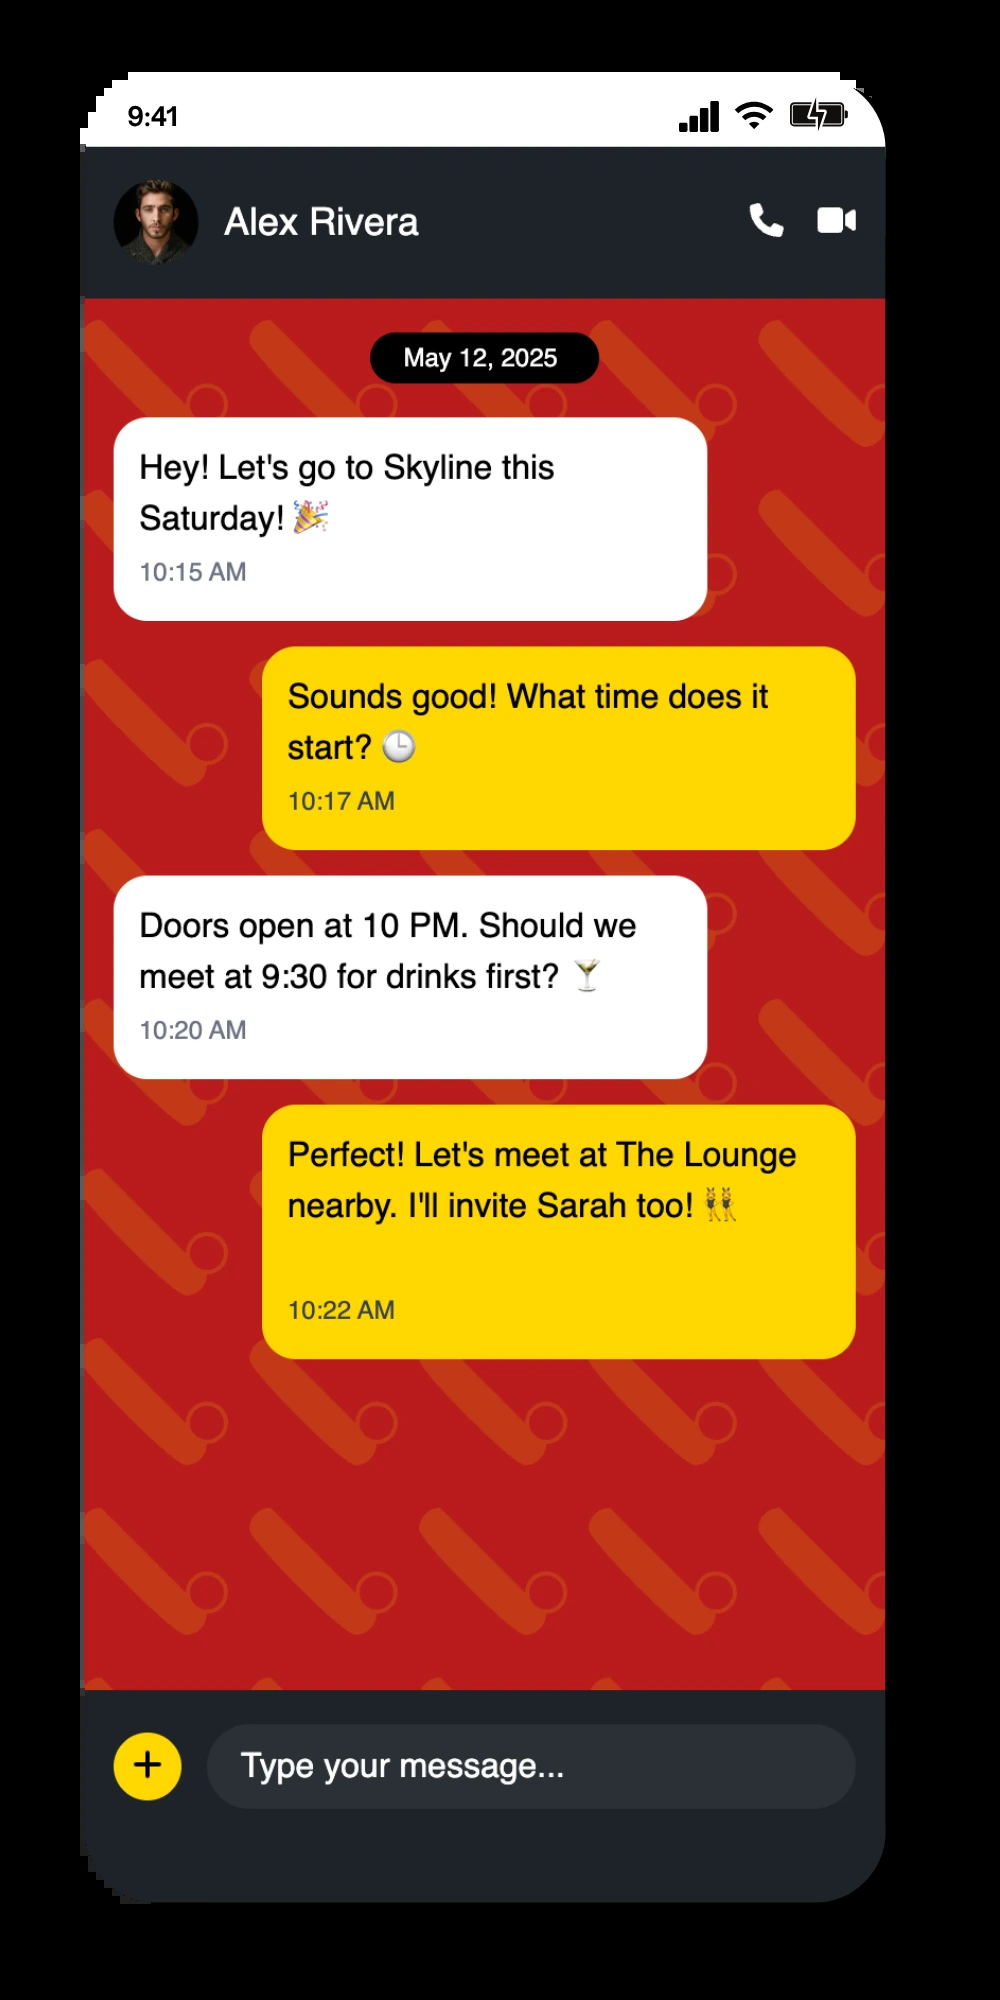 9:41
Alex Rivera
May 12, 2025
Hey! Let's go to Skyline this
Saturday! 🎉
10:15 AM
Sounds good! What time does it
start? 🕒
10:17 AM
Doors open at 10 PM. Should we
meet at 9:30 for drinks first? 🍸
10:20 AM
Perfect! Let's meet at The Lounge
nearby. I'll invite Sarah too! 👯
10:22 AM
Type your message...